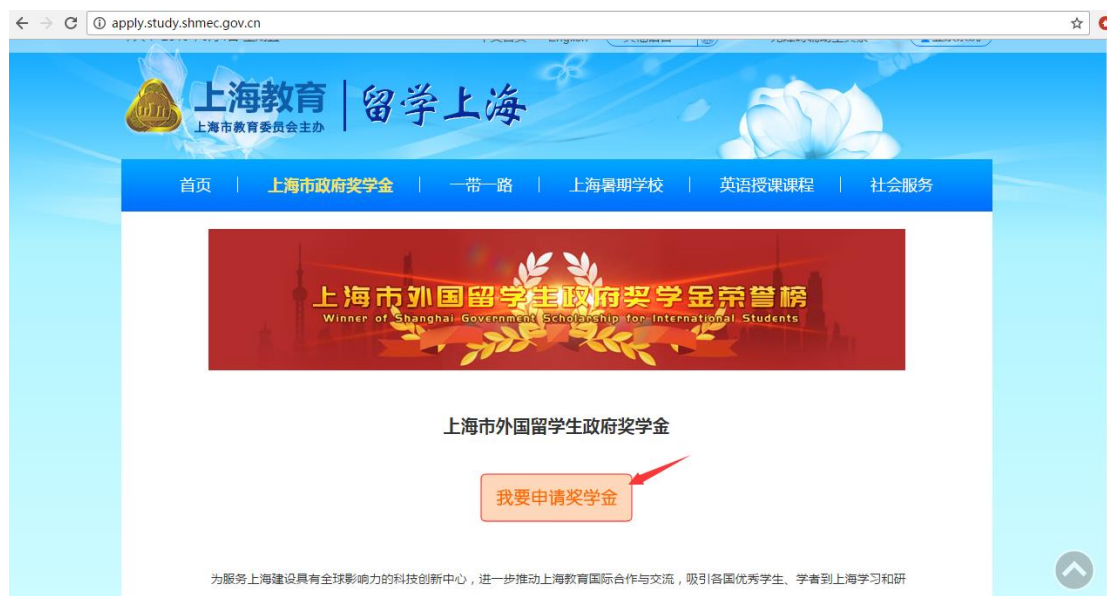 apply.study.shmec.gov.cn
上海教育
上海市教育委员会主办
留学上海
首页 | 上海市政府奖学金 | 一带一路 | 上海暑期学校 | 英语授课课程 | 社会服务
上海市外国留学生政府奖学金荣誉榜
Winner of Shanghai Government Scholarship for International Students
上海市外国留学生政府奖学金
我要申请奖学金
为服务上海建设具有全球影响力的科技创新中心,进一步推动上海教育国际合作与交流,吸引各国优秀学生、学者到上海学习和研